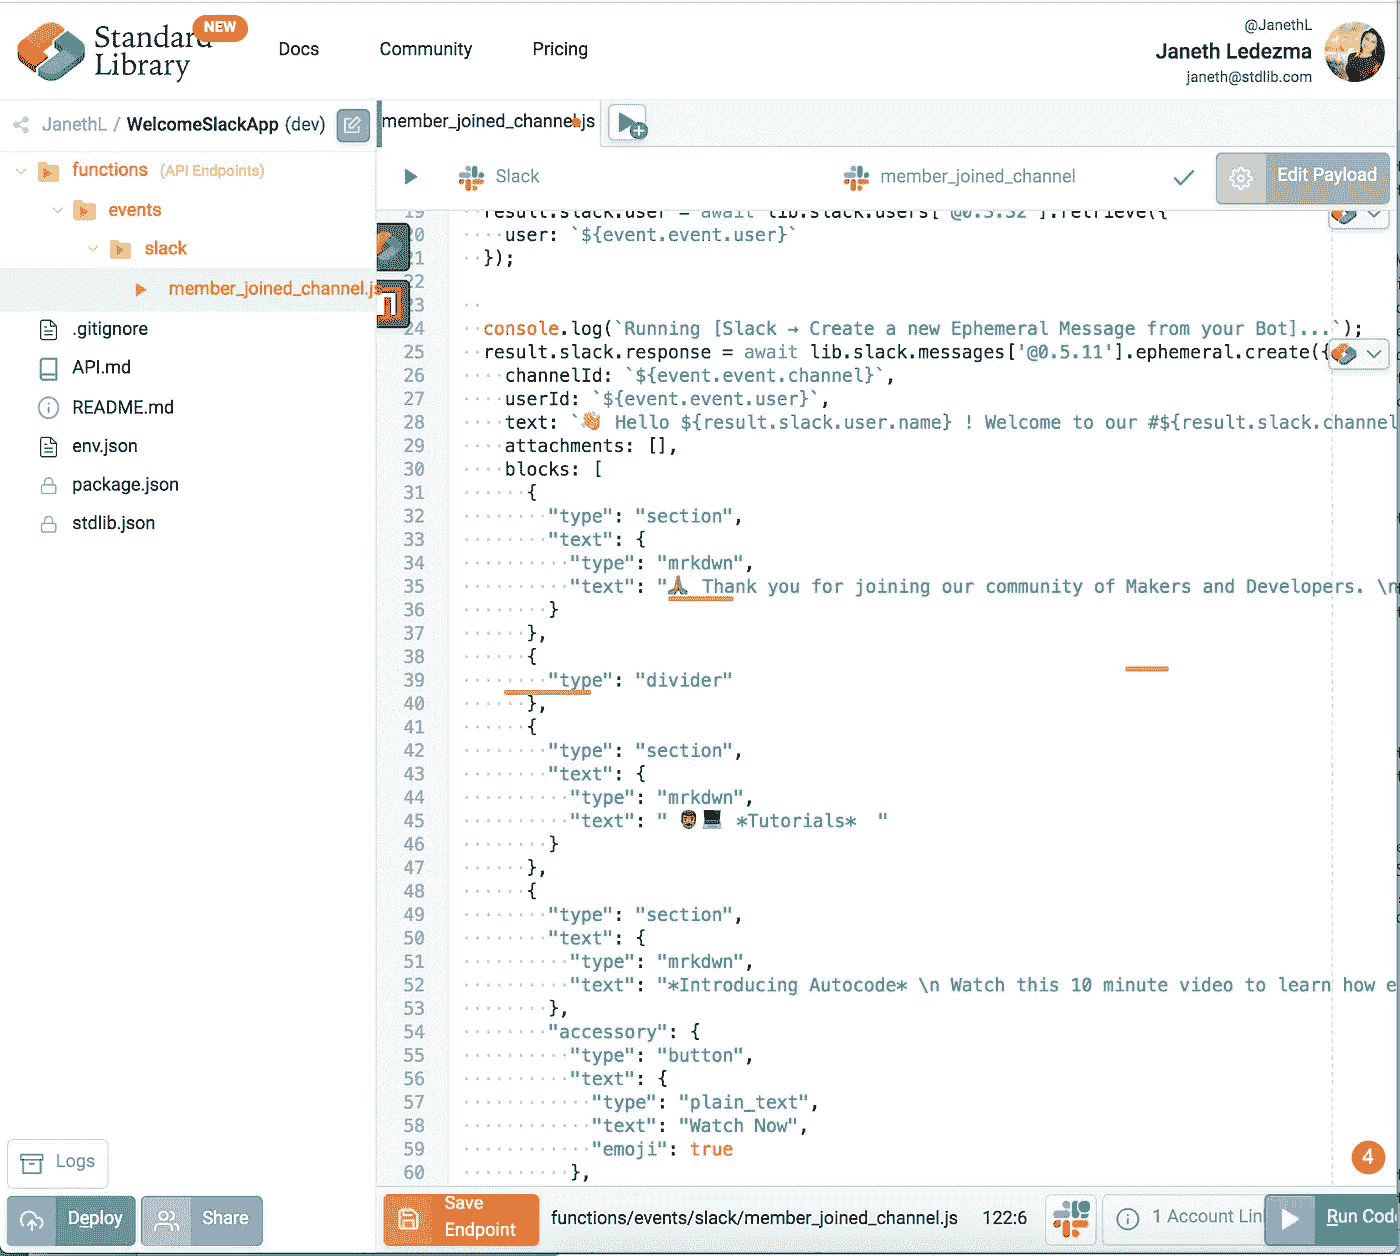 Standard Library
NEW
Docs
Community
Pricing
@JanethL
Janeth Ledezma
janeth@stdlib.com
JanethL / WelcomeSlackApp (dev)
member_joined_channel.js
functions (API Endpoints)
events
slack
member_joined_channel.js
.gitignore
API.md
README.md
env.json
package.json
stdlib.json
Logs
Deploy
Share
Slack
member_joined_channel
Edit Payload
19 result.slack.user = await lib.slack.users['@0.3.32'].retrieve({
20 user: `${event.event.user}`
21 });
22
23
24 console.log(`Running [Slack → Create a new Ephemeral Message from your Bot]...`);
25 result.slack.response = await lib.slack.messages['@0.5.11'].ephemeral.create({
26 channelId: `${event.event.channel}`,
27 userId: `${event.event.user}`,
28 text: `👋 Hello ${result.slack.user.name} ! Welcome to our #${result.slack.channel
29 attachments: [],
30 blocks: [
31 {
32 "type": "section",
33 "text": {
34 "type": "mrkdwn",
35 "text": "🙏 Thank you for joining our community of Makers and Developers. \n
36 }
37 },
38 {
39 "type": "divider"
40 },
41 {
42 "type": "section",
43 "text": {
44 "type": "mrkdwn",
45 "text": " 👨💻 *Tutorials*  "
46 }
47 },
48 {
49 "type": "section",
50 "text": {
51 "type": "mrkdwn",
52 "text": "*Introducing Autocode* \n Watch this 10 minute video to learn how e
53 },
54 "accessory": {
55 "type": "button",
56 "text": {
57 "type": "plain_text",
58 "text": "Watch Now",
59 "emoji": true
60 },
4
Save Endpoint
functions/events/slack/member_joined_channel.js
122:6
1 Account Lin
Run Cod